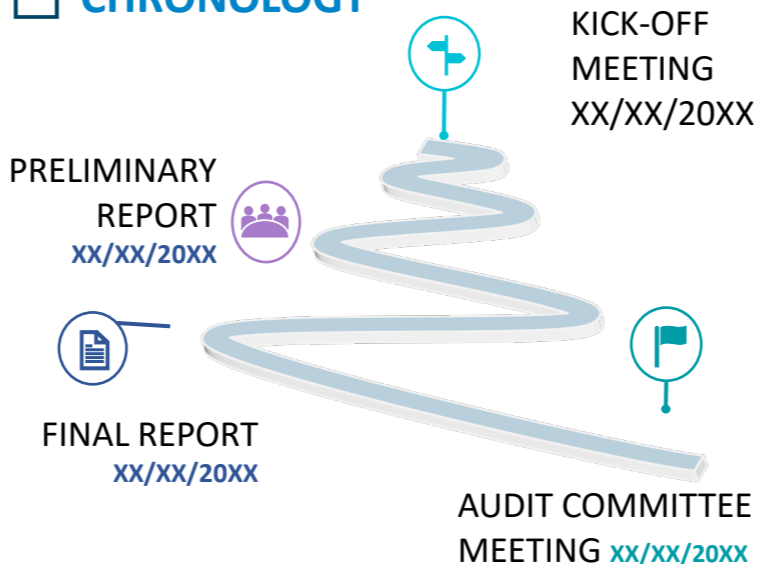 CHRONOLOGY
KICK-OFF
MEETING
XX/XX/20XX
PRELIMINARY
REPORT
XX/XX/20XX
FINAL REPORT
XX/XX/20XX
AUDIT COMMITTEE
MEETING XX/XX/20XX